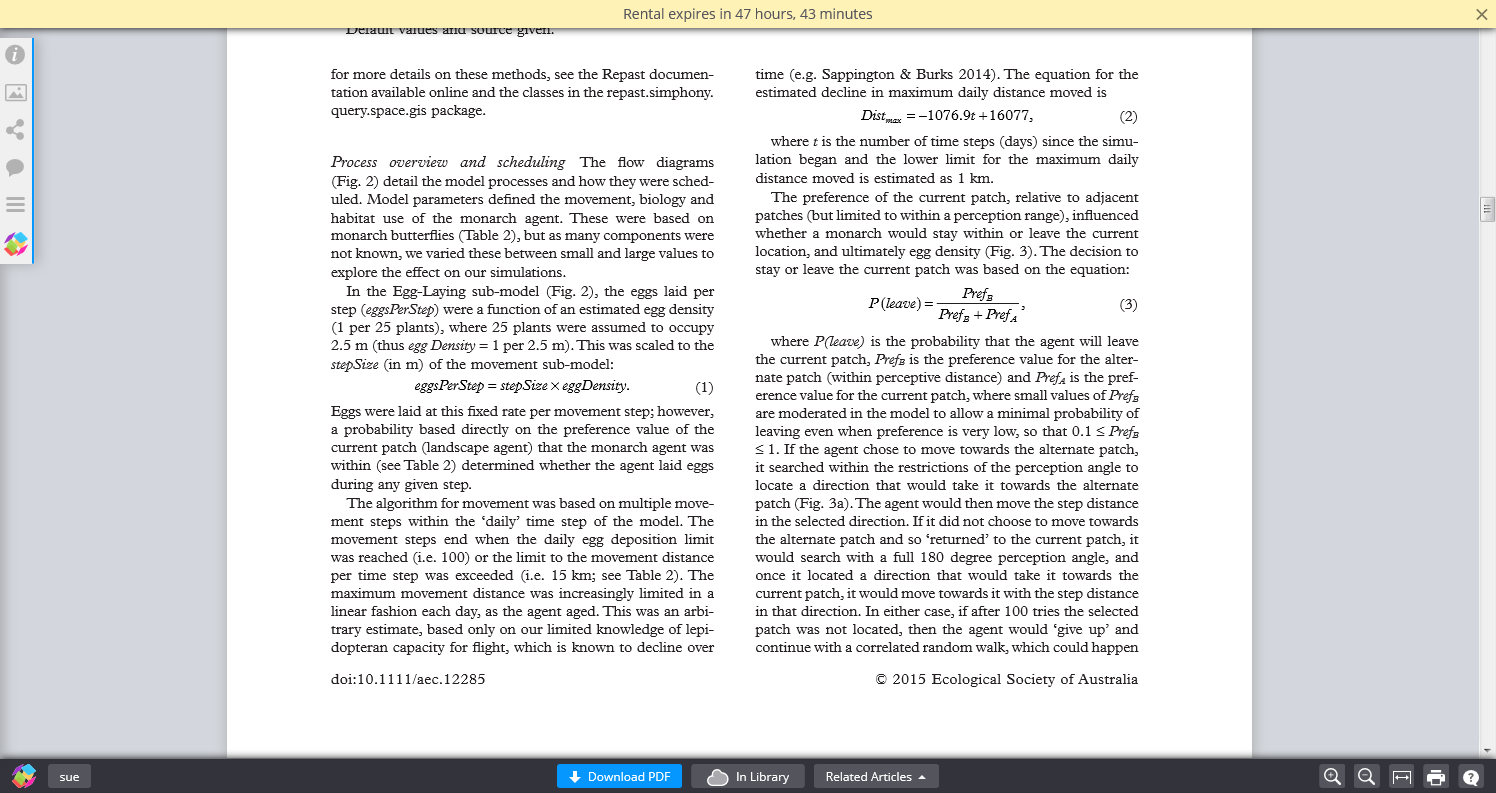 Rental expires in 47 hours, 43 minutes
Default values and source given.
for more details on these methods, see the Repast documen-
tation available online and the classes in the repast.simphony.
query.space.gis package.
Process overview and scheduling The flow diagrams
(Fig. 2) detail the model processes and how they were sched-
uled. Model parameters defined the movement, biology and
habitat use of the monarch agent. These were based on
monarch butterflies (Table 2), but as many components were
not known, we varied these between small and large values to
explore the effect on our simulations.
In the Egg-Laying sub-model (Fig. 2), the eggs laid per
step (eggsPerStep) were a function of an estimated egg density
(1 per 25 plants), where 25 plants were assumed to occupy
2.5 m (thus egg Density = 1 per 2.5 m). This was scaled to the
stepSize (in m) of the movement sub-model:
eggsPerStep = stepSize × eggDensity. (1)
Eggs were laid at this fixed rate per movement step; however,
a probability based directly on the preference value of the
current patch (landscape agent) that the monarch agent was
within (see Table 2) determined whether the agent laid eggs
during any given step.
The algorithm for movement was based on multiple move-
ment steps within the ‘daily’ time step of the model. The
movement steps end when the daily egg deposition limit
was reached (i.e. 100) or the limit to the movement distance
per time step was exceeded (i.e. 15 km; see Table 2). The
maximum movement distance was increasingly limited in a
linear fashion each day, as the agent aged. This was an arbi-
trary estimate, based only on our limited knowledge of lepi-
dopteran capacity for flight, which is known to decline over
time (e.g. Sappington & Burks 2014). The equation for the
estimated decline in maximum daily distance moved is
Dist_max = −1076.9t + 16077, (2)
where t is the number of time steps (days) since the simu-
lation began and the lower limit for the maximum daily
distance moved is estimated as 1 km.
The preference of the current patch, relative to adjacent
patches (but limited to within a perception range), influenced
whether a monarch would stay within or leave the current
location, and ultimately egg density (Fig. 3). The decision to
stay or leave the current patch was based on the equation:
P(leave) = Pref_B / (Pref_B + Pref_A), (3)
where P(leave) is the probability that the agent will leave
the current patch, Pref_B is the preference value for the alter-
nate patch (within perceptive distance) and Pref_A is the pref-
erence value for the current patch, where small values of Pref_B
are moderated in the model to allow a minimal probability of
leaving even when preference is very low, so that 0.1 ≤ Pref_B
≤ 1. If the agent chose to move towards the alternate patch,
it searched within the restrictions of the perception angle to
locate a direction that would take it towards the alternate
patch (Fig. 3a). The agent would then move the step distance
in the selected direction. If it did not choose to move towards
the alternate patch and so ‘returned’ to the current patch, it
would search with a full 180 degree perception angle, and
once it located a direction that would take it towards the
current patch, it would move towards it with the step distance
in that direction. In either case, if after 100 tries the selected
patch was not located, then the agent would ‘give up’ and
continue with a correlated random walk, which could happen
doi:10.1111/aec.12285
© 2015 Ecological Society of Australia
sue
Download PDF
In Library
Related Articles